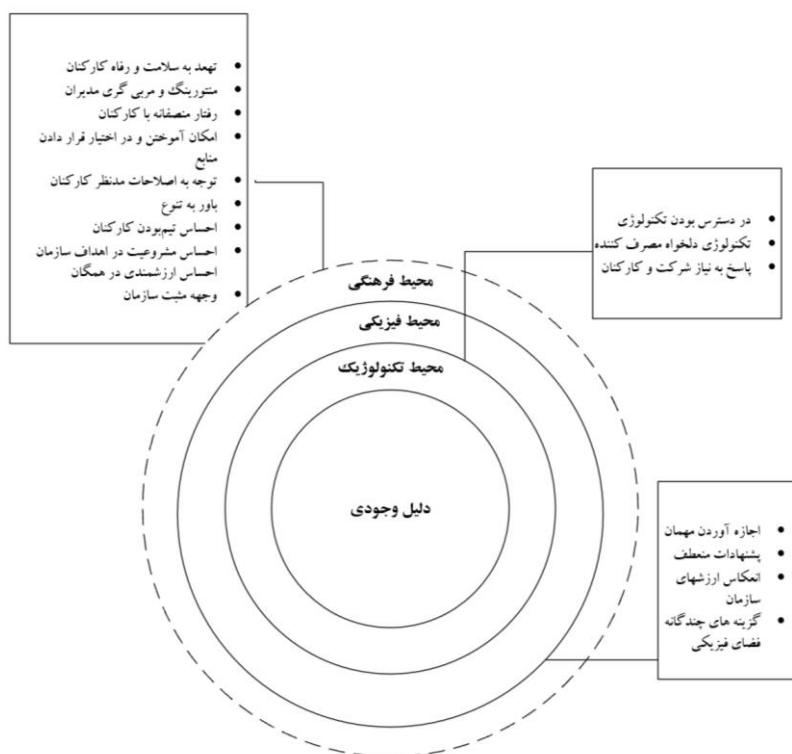 • تهعد به سلامت و رفاه کارکنان
• منتورینگ و مربی گری مدیران
• رفتار منصفانه با کارکنان
• امکان آموختن و در اختیار قرار دادن
منابع
• توجه به اصلاحات مدنظر کارکنان
• باور به تنوع
• احساس تیم‌بودن کارکنان
• احساس مشروعیت در اهداف سازمان
احساس ارزشمندی در همگان
• وجهه مثبت سازمان
• در دسترس بودن تکنولوژی
• تکنولوژی دلخواه مصرف کننده
• پاسخ به نیاز شرکت و کارکنان
محیط فرهنگی
محیط فیزیکی
محیط تکنولوژیک
دلیل وجودی
• اجازه آوردن مهمان
• پشنهادات منعطف
• انعکاس ارزشهای
سازمان
• گزینه های چندگانه
فضای فیزیکی